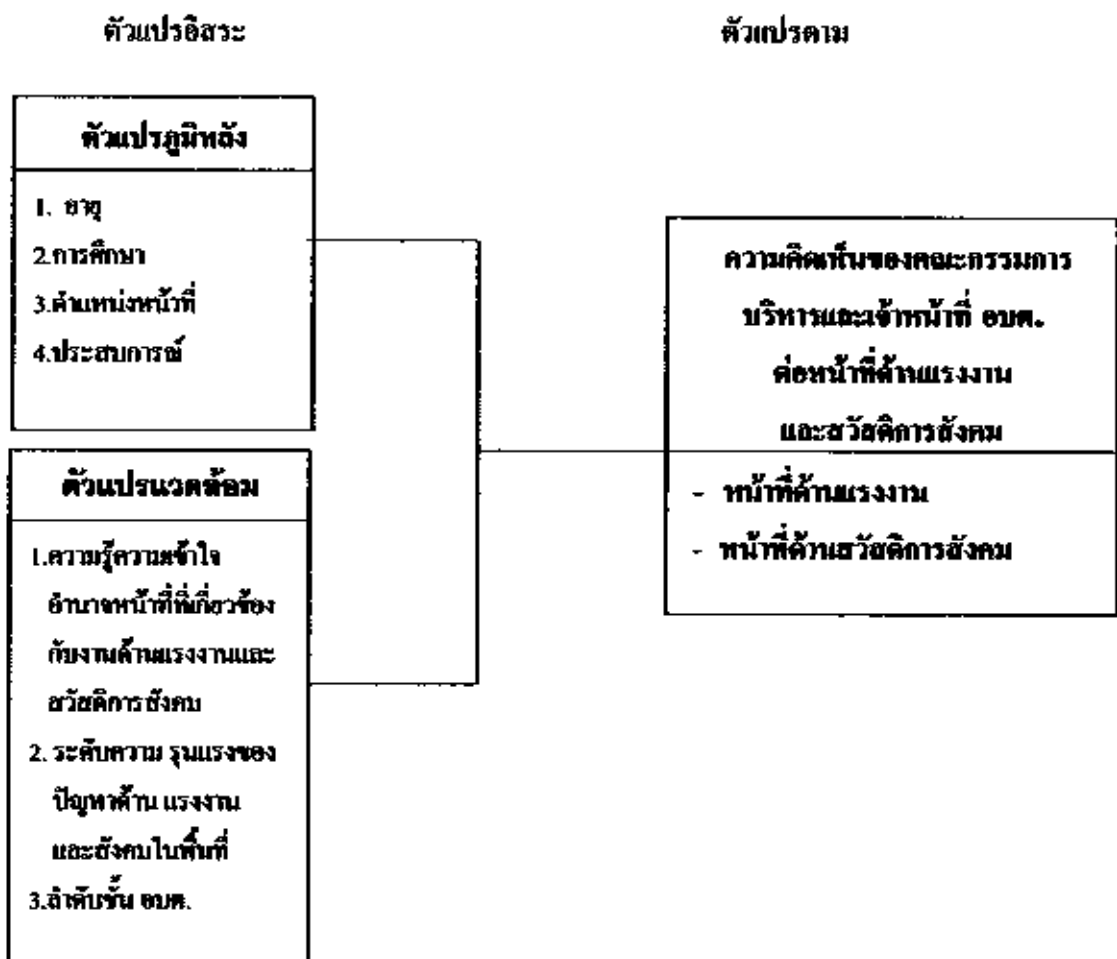 ตัวแปรอิสระ
ตัวแปรตาม
ตัวแปรภูมิหลัง
1. อายุ
2.การศึกษา
3.ตำแหน่งหน้าที่
4.ประสบการณ์
ตัวแปรแวดล้อม
1.ความรู้ความเข้าใจ
อำนาจหน้าที่ที่เกี่ยวข้อง
กับงานด้านแรงงานและ
สวัสดิการสังคม
2. ระดับความ รุนแรงของ
ปัญหาด้าน แรงงาน
และสังคมในพื้นที่
3.ลำดับชั้น อบต.
ความคิดเห็นของคณะกรรมการ
บริหารและเจ้าหน้าที่ อบต.
ต่อหน้าที่ด้านแรงงาน
และสวัสดิการสังคม
- หน้าที่ด้านแรงงาน
- หน้าที่ด้านสวัสดิการสังคม